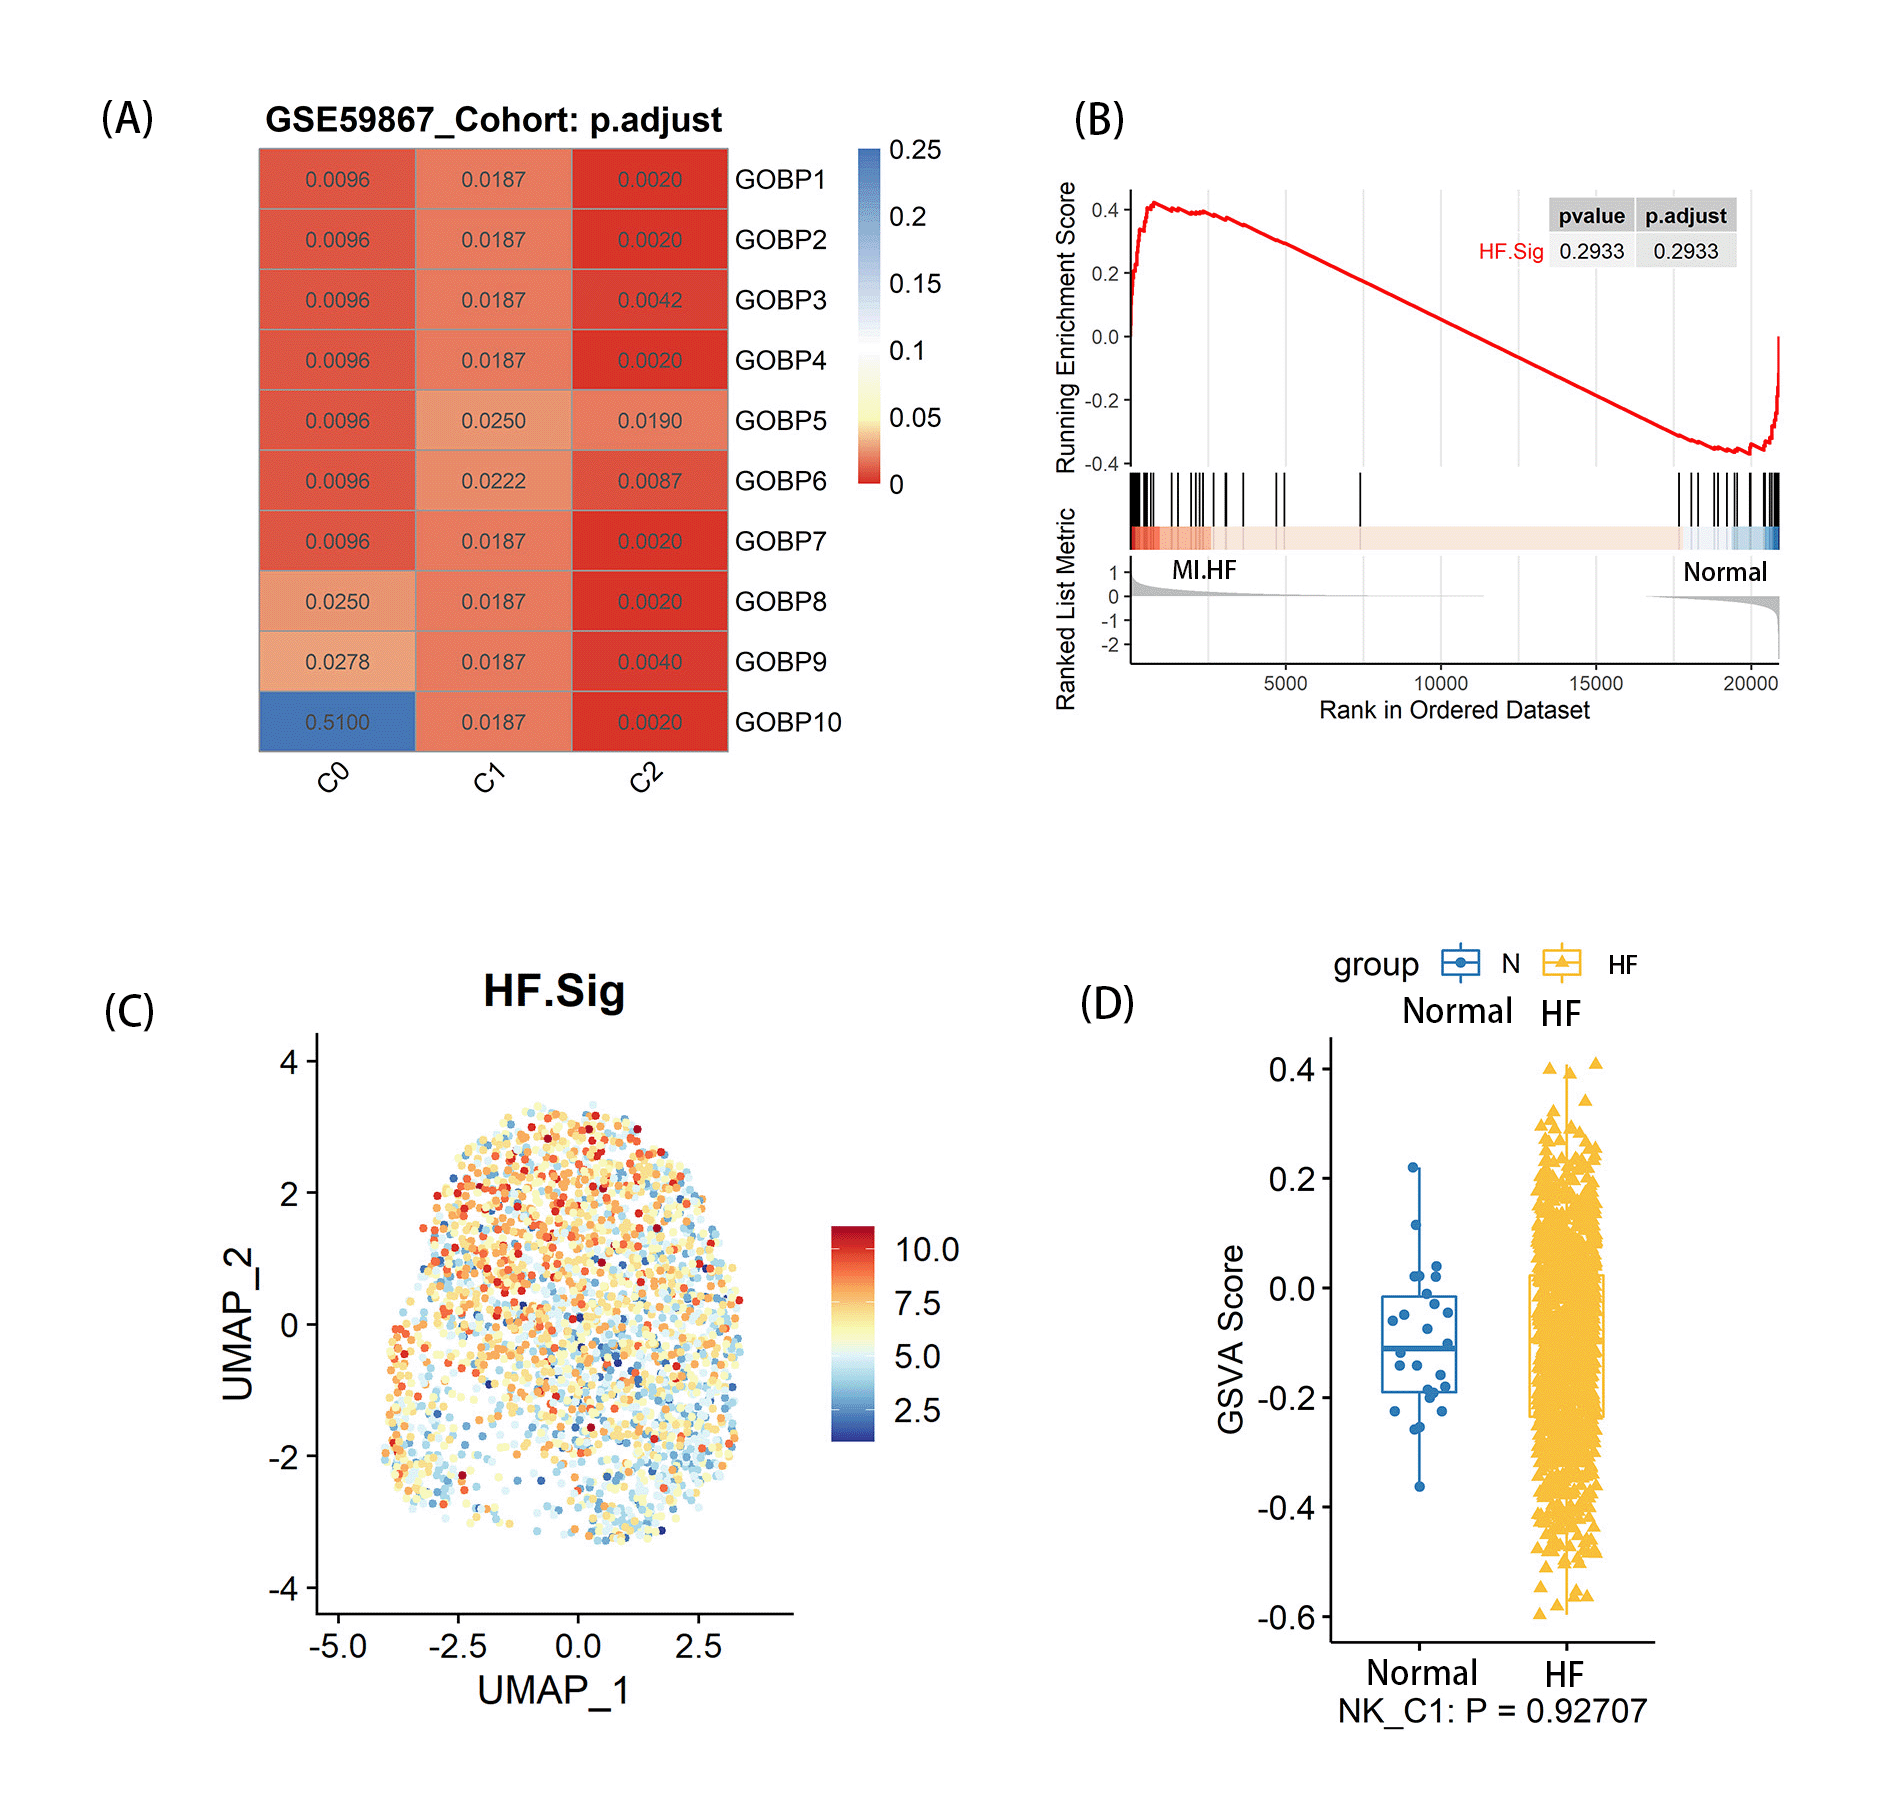 (A)
GSE59867_Cohort: p.adjust
0.0096 0.0187 0.0020 GOBP1
0.0096 0.0187 0.0020 GOBP2
0.0096 0.0187 0.0042 GOBP3
0.0096 0.0187 0.0020 GOBP4
0.0096 0.0250 0.0190 GOBP5
0.0096 0.0222 0.0087 GOBP6
0.0096 0.0187 0.0020 GOBP7
0.0250 0.0187 0.0020 GOBP8
0.0278 0.0187 0.0040 GOBP9
0.5100 0.0187 0.0020 GOBP10
C0 C1 C2
0.25
0.2
0.15
0.1
0.05
0
(B)
Running Enrichment Score
0.4
0.2
0.0
-0.2
-0.4
pvalue p.adjust
HF.Sig 0.2933 0.2933
Ranked List Metric
MI.HF Normal
1
0
-1
-2
5000 10000 15000 20000
Rank in Ordered Dataset
(C)
HF.Sig
UMAP_2
4
2
0
-2
-4
-5.0 -2.5 0.0 2.5
UMAP_1
10.0
7.5
5.0
2.5
(D)
group N HF
Normal HF
GSVA Score
0.4
0.2
0.0
-0.2
-0.4
-0.6
Normal HF
NK_C1: P = 0.92707